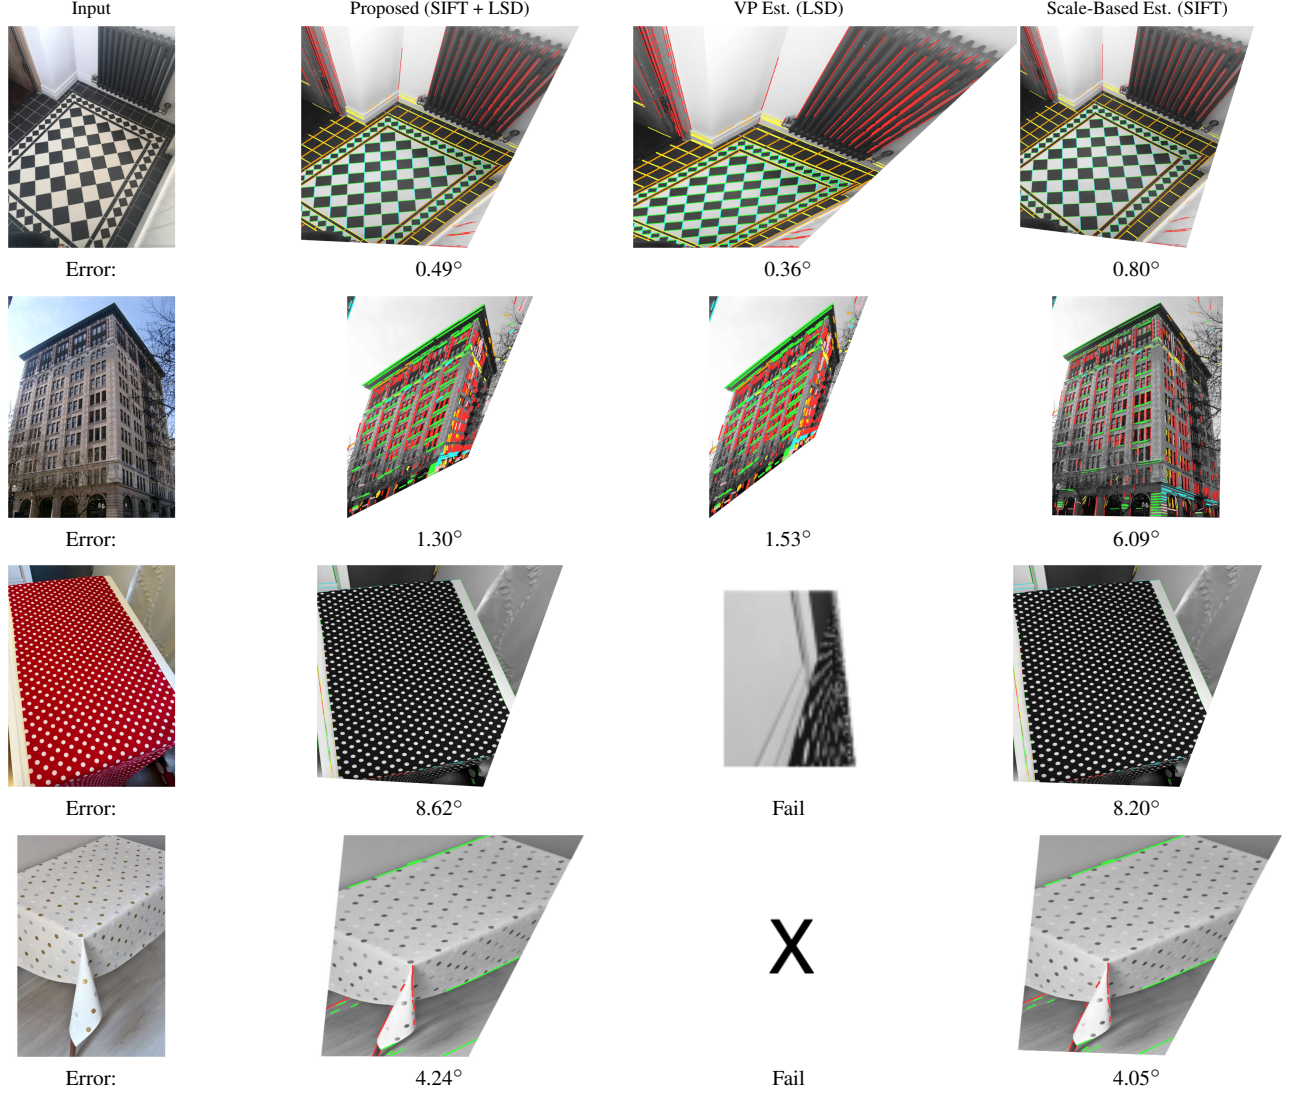 Input Proposed (SIFT + LSD) VP Est. (LSD) Scale-Based Est. (SIFT)
Error: 0.49° 0.36° 0.80°
Error: 1.30° 1.53° 6.09°
Error: 8.62° Fail 8.20°
X
Error: 4.24° Fail 4.05°